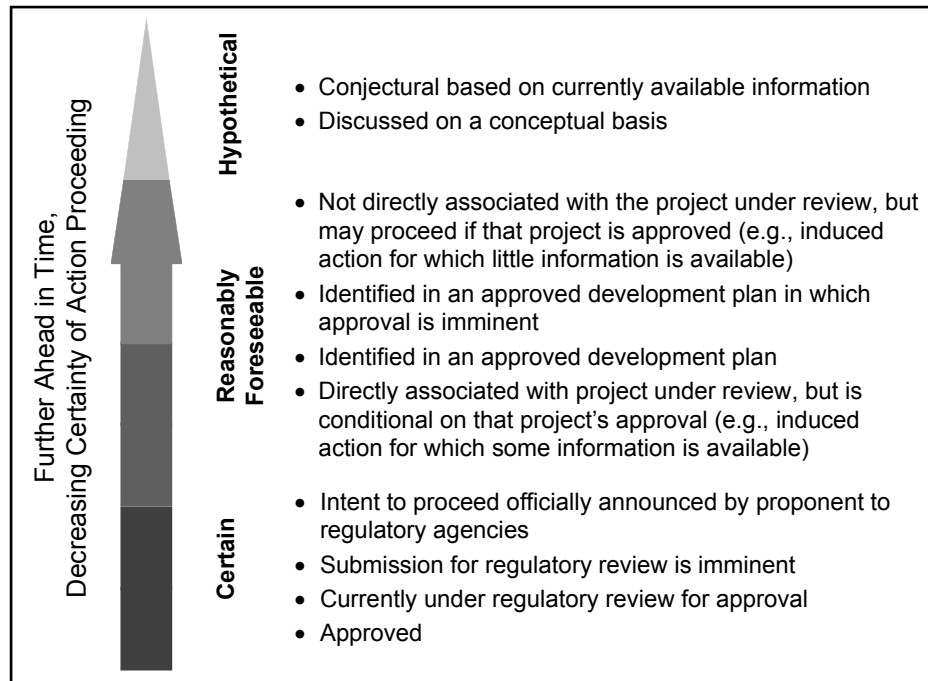 Further Ahead in Time,
Decreasing Certainty of Action Proceeding
Hypothetical
• Conjectural based on currently available information
• Discussed on a conceptual basis
Reasonably
Foreseeable
• Not directly associated with the project under review, but
may proceed if that project is approved (e.g., induced
action for which little information is available)
• Identified in an approved development plan in which
approval is imminent
• Identified in an approved development plan
• Directly associated with project under review, but is
conditional on that project’s approval (e.g., induced
action for which some information is available)
Certain
• Intent to proceed officially announced by proponent to
regulatory agencies
• Submission for regulatory review is imminent
• Currently under regulatory review for approval
• Approved